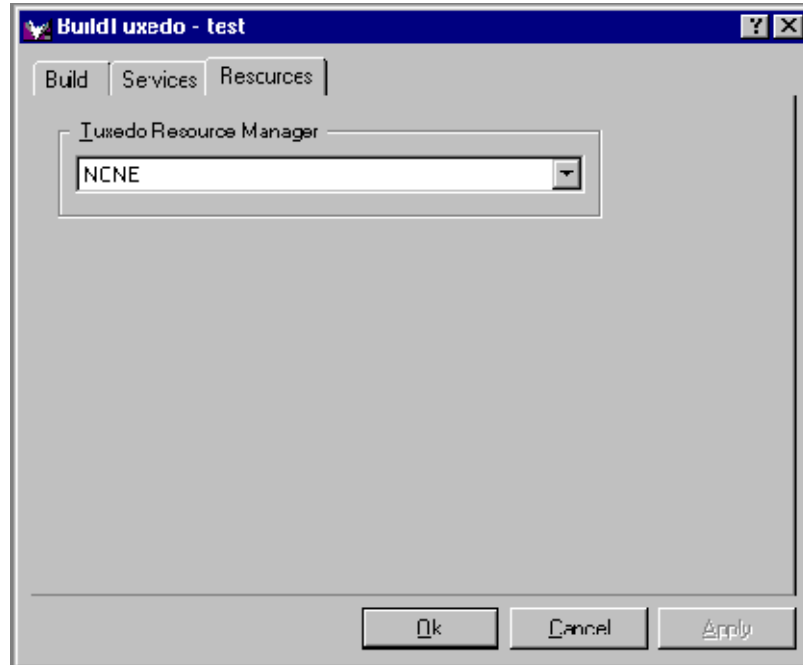 BuildTuxedo - test
Build Services Resources
Tuxedo Resource Manager
NONE
Ok Cancel Apply